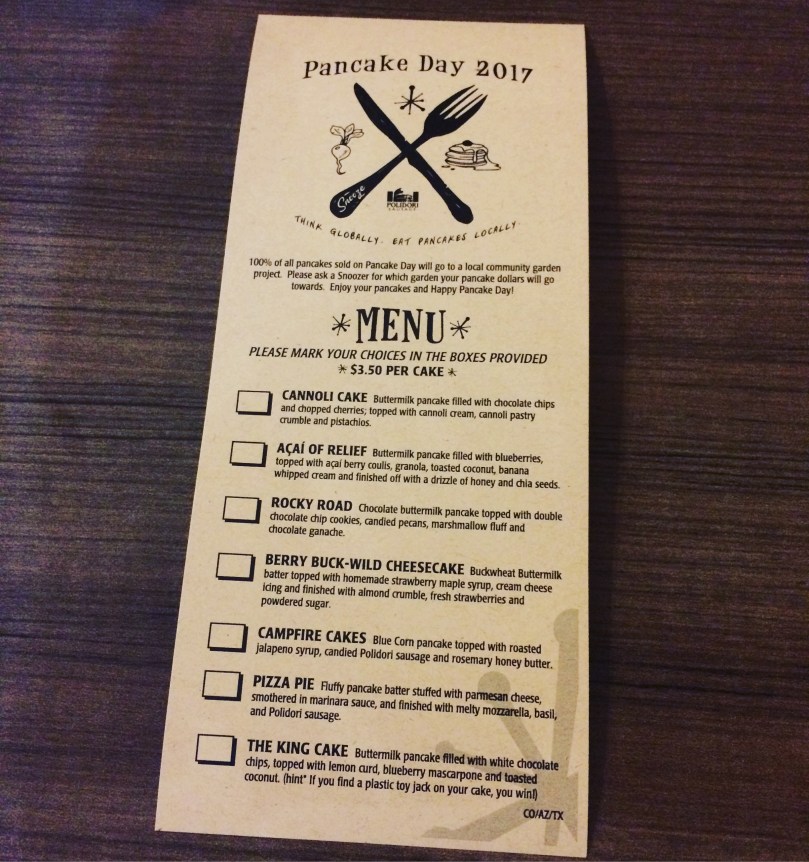 Pancake Day 2017
Snooze
POLIDORI
SAUSAGE
THINK GLOBALLY. EAT PANCAKES LOCALLY.
100% of all pancakes sold on Pancake Day will go to a local community garden
project. Please ask a Snoozer for which garden your pancake dollars will go
towards. Enjoy your pancakes and Happy Pancake Day!
MENU
PLEASE MARK YOUR CHOICES IN THE BOXES PROVIDED
* $3.50 PER CAKE *
CANNOLI CAKE Buttermilk pancake filled with chocolate chips
and chopped cherries; topped with cannoli cream, cannoli pastry
crumble and pistachios.
AÇAÍ OF RELIEF Buttermilk pancake filled with blueberries,
topped with açaí berry coulis, granola, toasted coconut, banana
whipped cream and finished off with a drizzle of honey and chia seeds.
ROCKY ROAD Chocolate buttermilk pancake topped with double
chocolate chip cookies, candied pecans, marshmallow fluff and
chocolate ganache.
BERRY BUCK-WILD CHEESECAKE Buckwheat Buttermilk
batter topped with homemade strawberry maple syrup, cream cheese
icing and finished with almond crumble, fresh strawberries and
powdered sugar.
CAMPFIRE CAKES Blue Corn pancake topped with roasted
jalapeno syrup, candied Polidori sausage and rosemary honey butter.
PIZZA PIE Fluffy pancake batter stuffed with parmesan cheese,
smothered in marinara sauce, and finished with melty mozzarella, basil,
and Polidori sausage.
THE KING CAKE Buttermilk pancake filled with white chocolate
chips, topped with lemon curd, blueberry mascarpone and toasted
coconut. (hint* If you find a plastic toy jack on your cake, you win!)
CO/AZ/TX